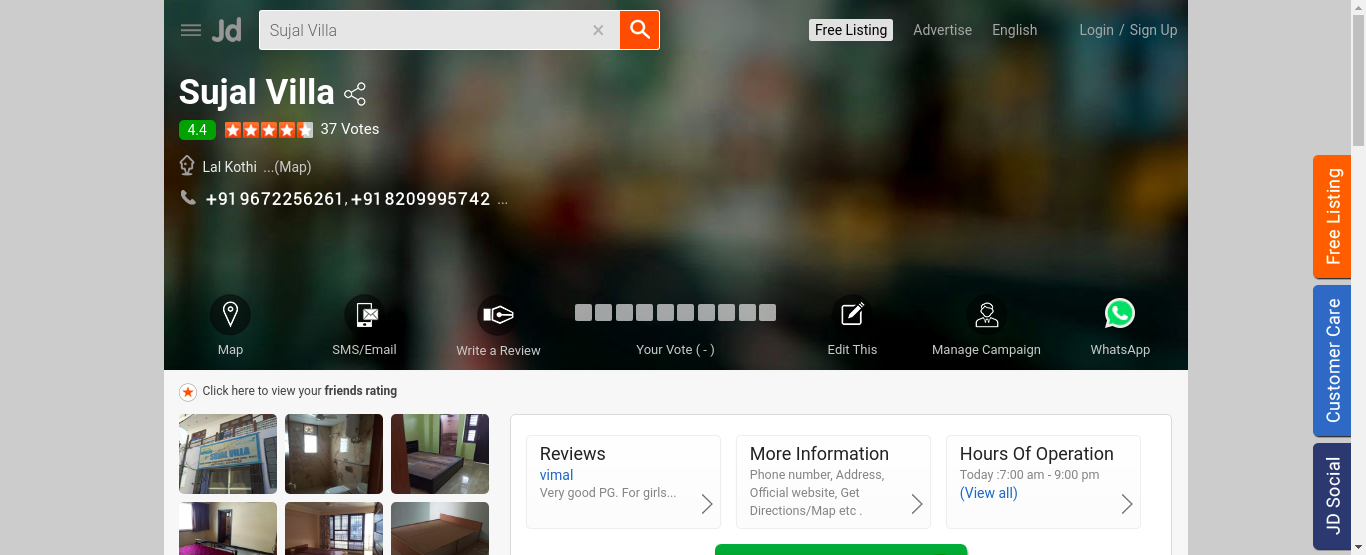 Jd
Sujal Villa
Free Listing
Advertise
English
Login / Sign Up
Sujal Villa
4.4
37 Votes
Lal Kothi ...(Map)
+919672256261, +918209995742 ...
Map
SMS/Email
Write a Review
Your Vote ( - )
Edit This
Manage Campaign
WhatsApp
Click here to view your friends rating
SUJAL VILLA
Reviews
vimal
Very good PG. For girls...
More Information
Phone number, Address,
Official website, Get
Directions/Map etc .
Hours Of Operation
Today :7:00 am - 9:00 pm
(View all)
Free Listing
Customer Care
JD Social